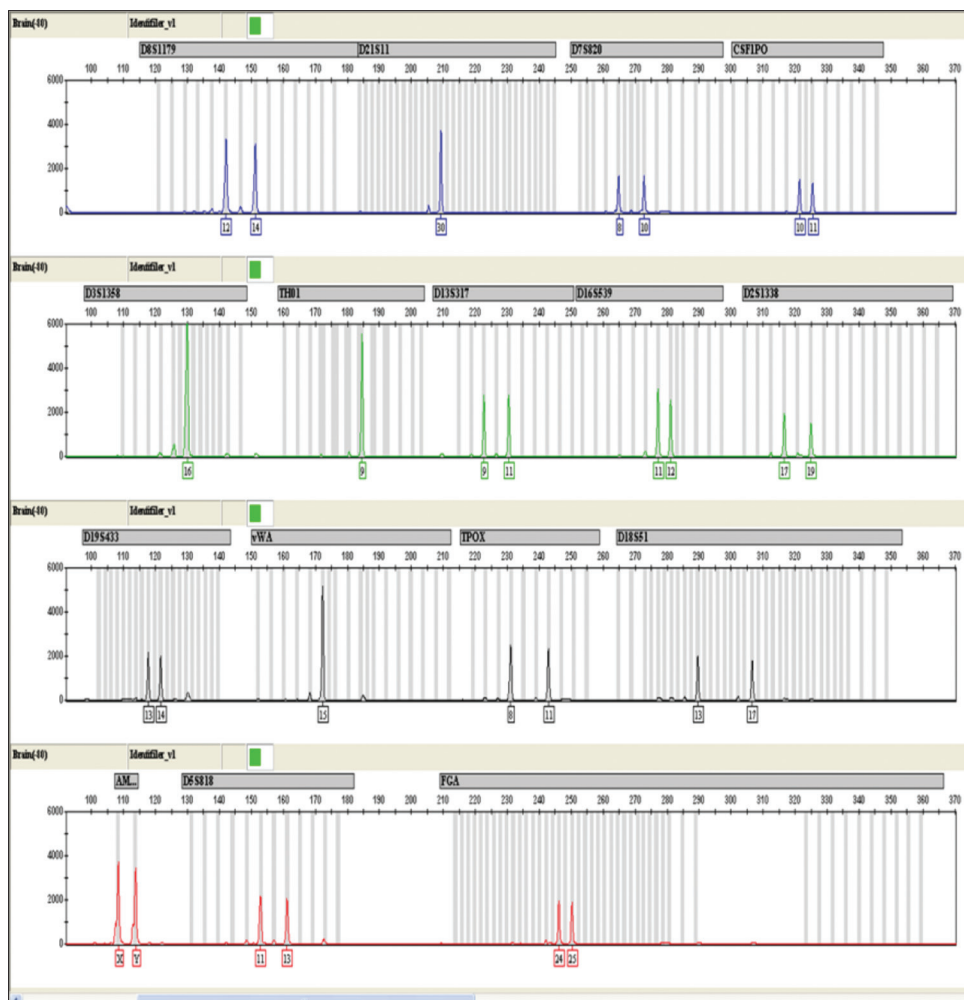 Brain(-80) Identifiler_v1
D8S1179 D21S11 D7S820 CSF1PO
100 110 120 130 140 150 160 170 180 190 200 210 220 230 240 250 260 270 280 290 300 310 320 330 340 350 360 370
6000
4000
2000
0
12 14 30 8 10 10 11
Brain(-80) Identifiler_v1
D3S1358 TH01 D13S317 D16S539 D2S1338
100 110 120 130 140 150 160 170 180 190 200 210 220 230 240 250 260 270 280 290 300 310 320 330 340 350 360 370
6000
4000
2000
0
16 9 9 11 11 12 17 19
Brain(-80) Identifiler_v1
D19S433 vWA TPOX D18S51
100 110 120 130 140 150 160 170 180 190 200 210 220 230 240 250 260 270 280 290 300 310 320 330 340 350 360 370
6000
4000
2000
0
13 14 15 8 11 13 17
Brain(-80) Identifiler_v1
AM... D5S818 FGA
100 110 120 130 140 150 160 170 180 190 200 210 220 230 240 250 260 270 280 290 300 310 320 330 340 350 360 370
6000
4000
2000
0
X Y 11 13 24 25